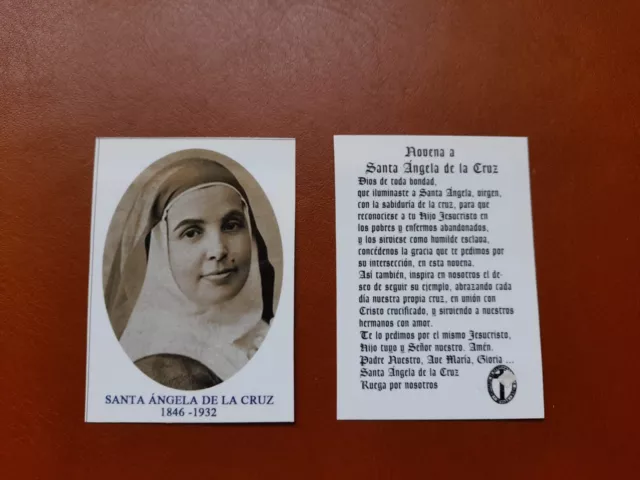 SANTA ÁNGELA DE LA CRUZ
1846 -1932
Novena a
Santa Ángela de la Cruz
Dios de toda bondad,
que iluminaste a Santa Angela, virgen,
con la sabiduría de la cruz, para que
reconociese a tu Hijo Jesucristo en
los pobres y enfermos abandonados,
y los sirviese como humilde esclava,
concédenos la gracia que te pedimos por
su intersección, en esta novena.
Así también, inspira en nosotros el de-
seo de seguir su ejemplo, abrazando cada
día nuestra propia cruz, en unión con
Cristo crucificado, y sirviendo a nuestros
hermanos con amor.
Te lo pedimos por el mismo Jesucristo,
Hijo tuyo y Señor nuestro. Amén.
Padre Nuestro, Ave María, Gloria ...
Santa Ángela de la Cruz
Ruega por nosotros